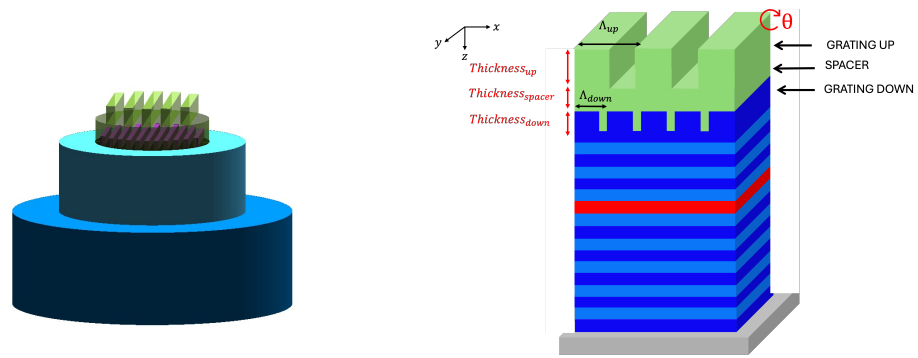 x
y
z
Λup
θ
GRATING UP
Thicknessup
SPACER
Thicknessspacer
GRATING DOWN
Λdown
Thicknessdown